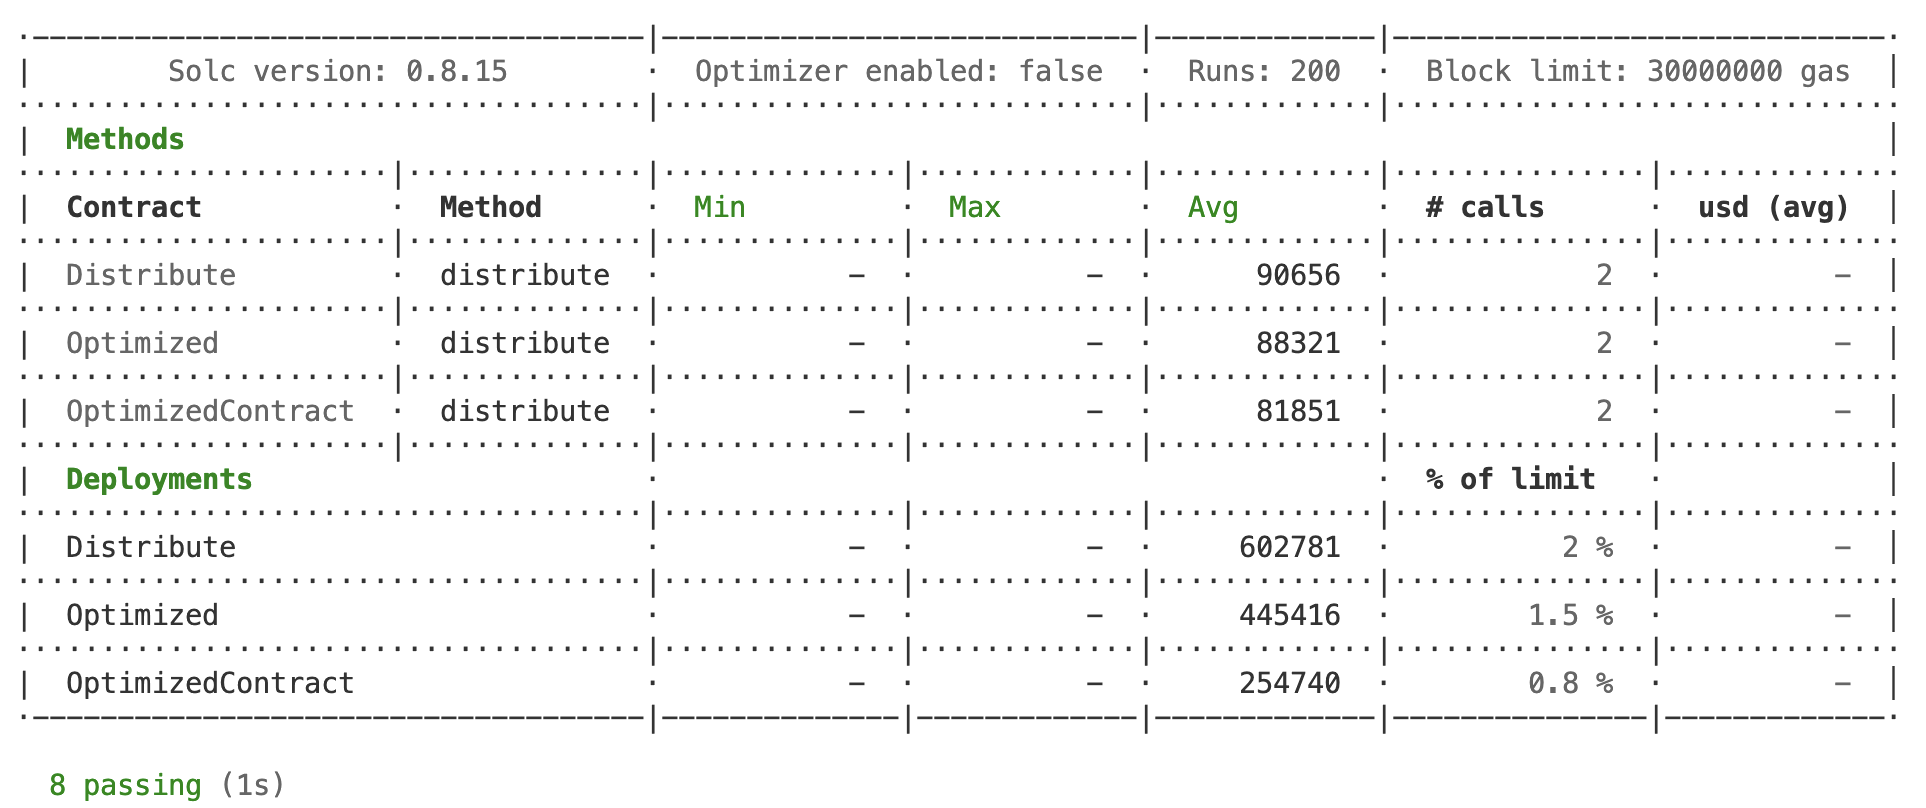 Solc version: 0.8.15 · Optimizer enabled: false · Runs: 200 · Block limit: 30000000 gas
Methods
Contract · Method · Min · Max · Avg · # calls · usd (avg)
Distribute · distribute · - · - · 90656 · 2 · -
Optimized · distribute · - · - · 88321 · 2 · -
OptimizedContract · distribute · - · - · 81851 · 2 · -
Deployments · · % of limit ·
Distribute · - · - · 602781 · 2 % · -
Optimized · - · - · 445416 · 1.5 % · -
OptimizedContract · - · - · 254740 · 0.8 % · -
8 passing (1s)